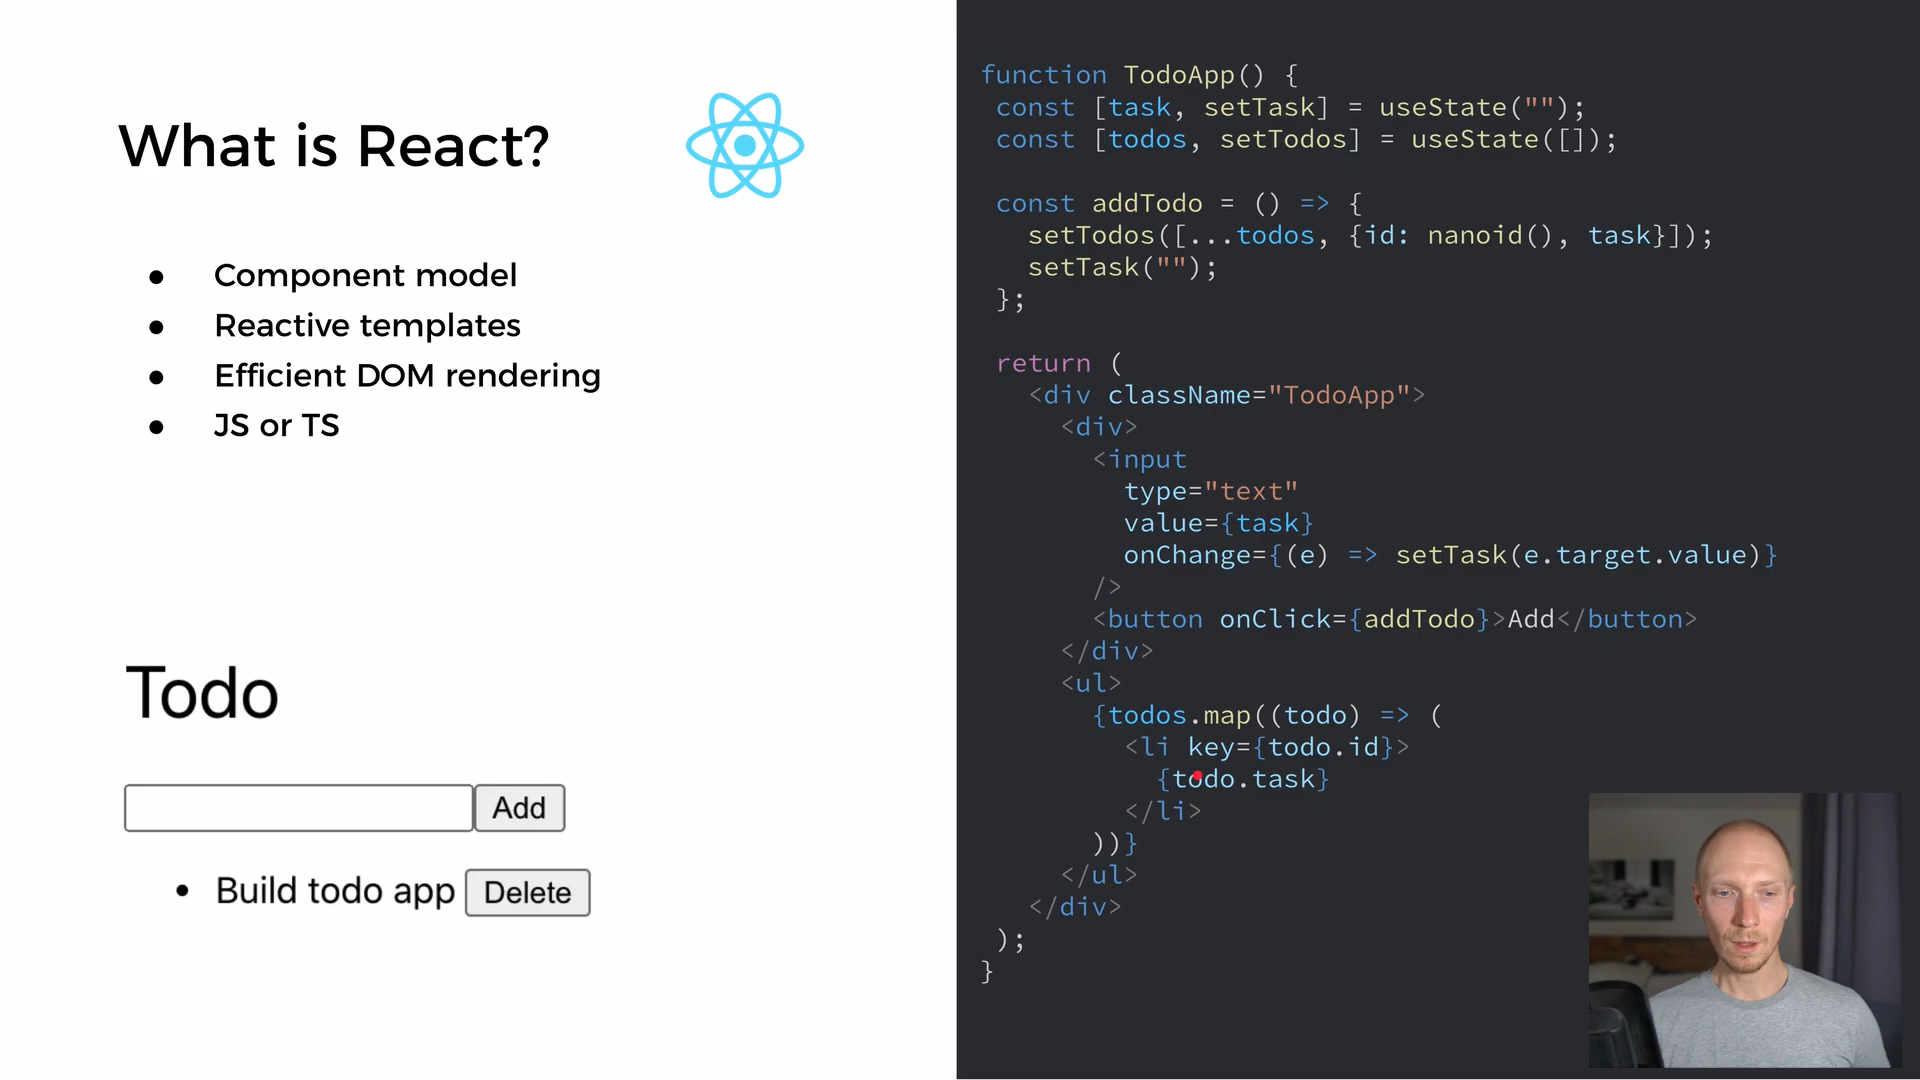 What is React?
● Component model
● Reactive templates
● Efficient DOM rendering
● JS or TS
Todo
Add
• Build todo app Delete
function TodoApp() {
 const [task, setTask] = useState("");
 const [todos, setTodos] = useState([]);
 const addTodo = () => {
   setTodos([...todos, {id: nanoid(), task}]);
   setTask("");
 };
 return (
   <div className="TodoApp">
     <div>
       <input
         type="text"
         value={task}
         onChange={(e) => setTask(e.target.value)}
       />
       <button onClick={addTodo}>Add</button>
     </div>
     <ul>
       {todos.map((todo) => (
         <li key={todo.id}>
           {todo.task}
         </li>
       ))}
     </ul>
   </div>
 );
}